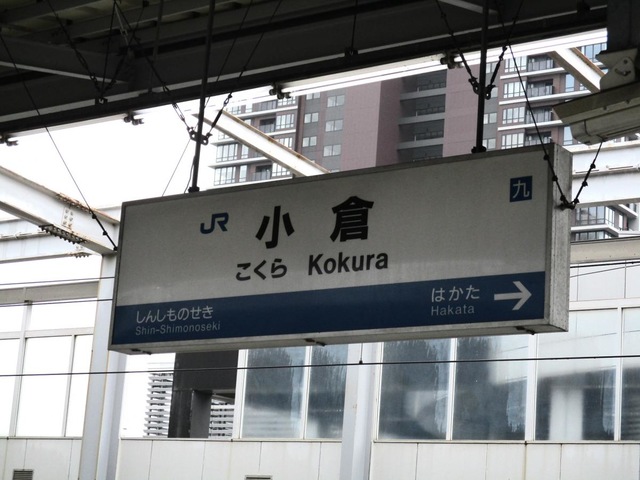 JR 小倉 九
こくら Kokura
しんしものせき はかた →
Shin-Shimonoseki Hakata